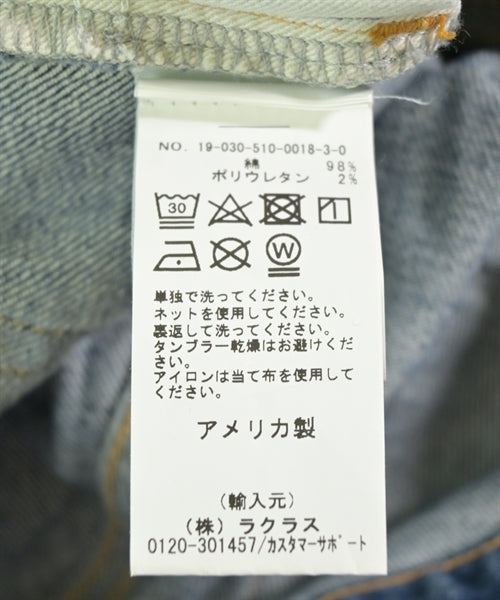 NO. 19-030-510-0018-3-0
綿 98%
ポリウレタン 2%
30
W
単独で洗ってください。
ネットを使用してください。
裏返して洗ってください。
タンブラー乾燥はお避けくだ
さい。
アイロンは当て布を使用して
ください。
アメリカ製
(輸入元)
(株) ラクラス
0120-301457/カスタマーサポート